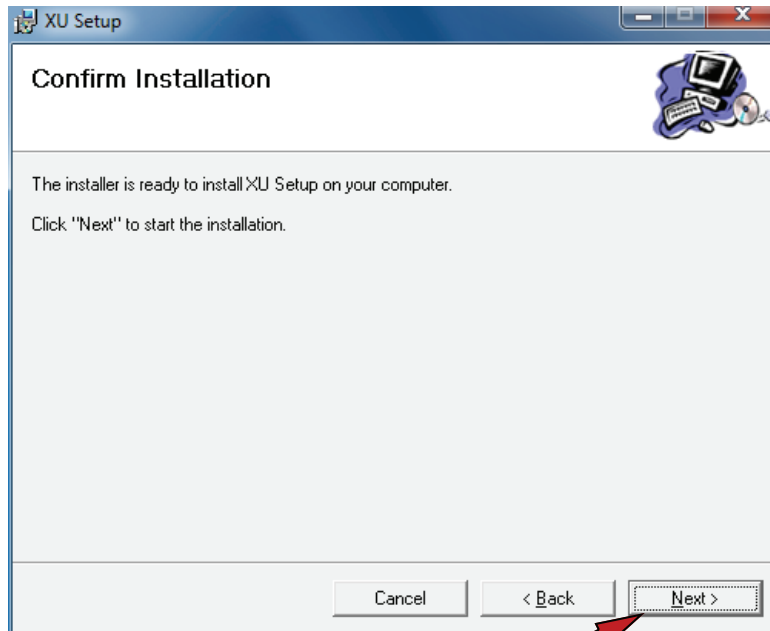 XU Setup
Confirm Installation
The installer is ready to install XU Setup on your computer.
Click "Next" to start the installation.
Cancel
< Back
Next >